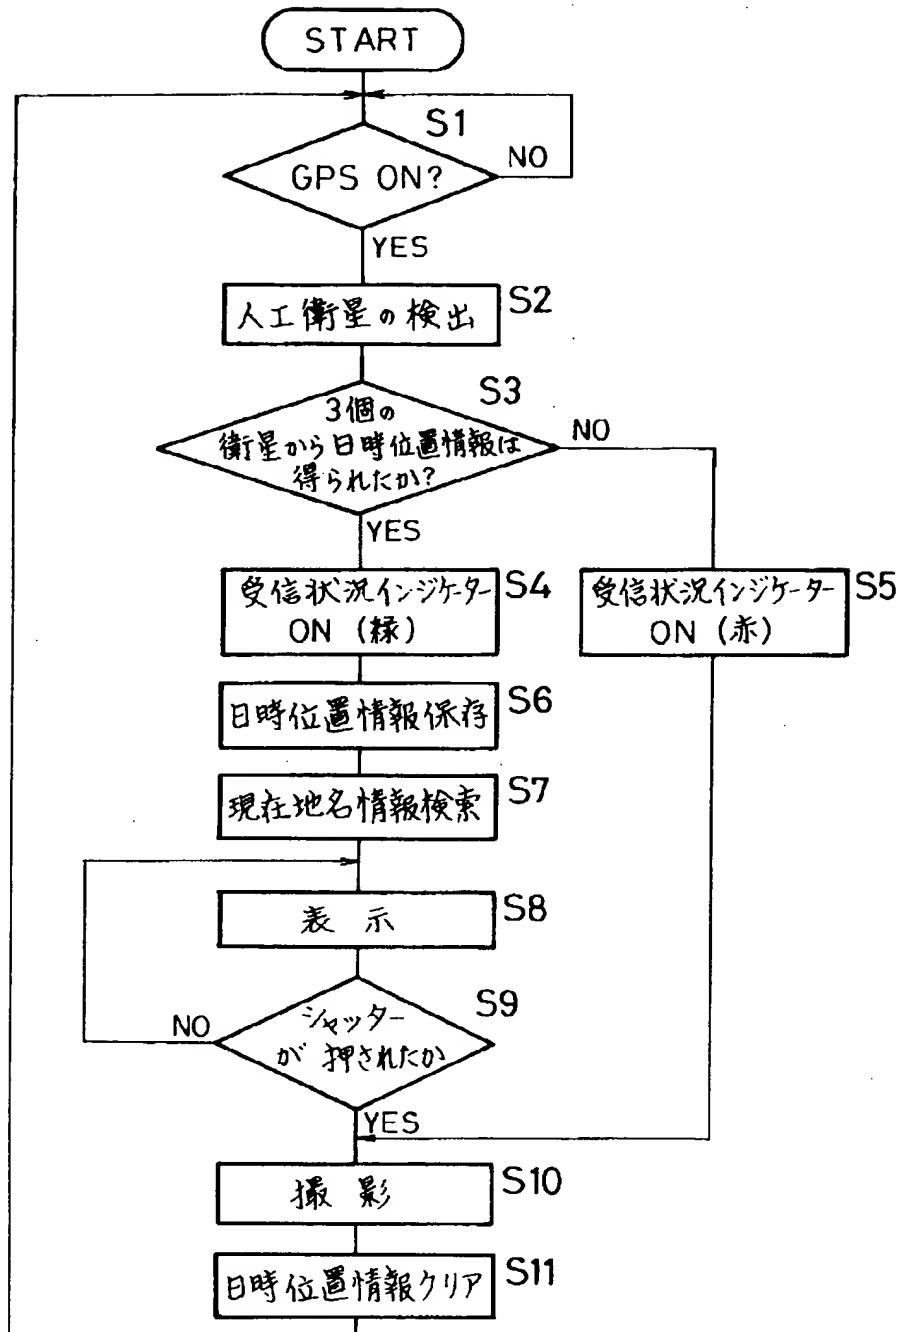 START
S1
GPS ON?
NO
YES
人工衛星の検出
S2
S3
3個の
衛星から日時位置情報は
得られたか?
NO
YES
受信状況インジケーター
ON (緑)
S4
受信状況インジケーター
ON (赤)
S5
日時位置情報保存
S6
現在地名情報検索
S7
表 示
S8
シャッター
が 押されたか
S9
NO
YES
撮 影
S10
日時位置情報クリア
S11